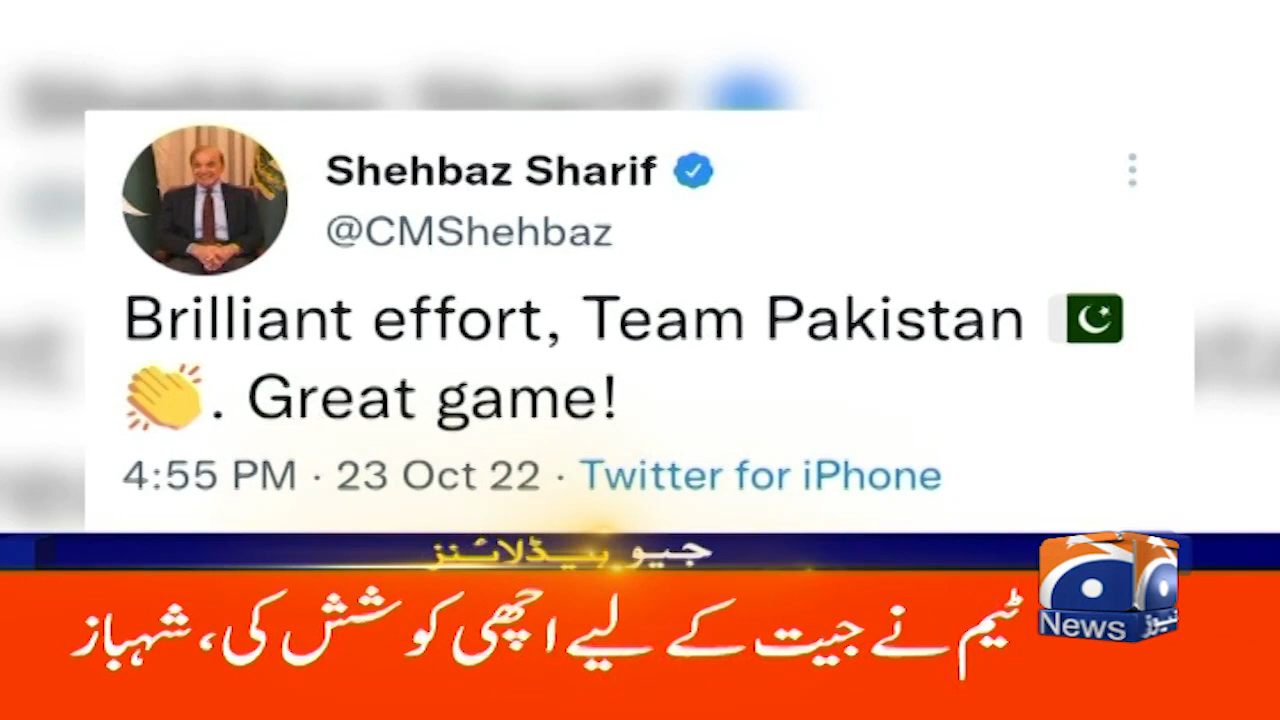 Shehbaz Sharif
@CMShehbaz
Brilliant effort, Team Pakistan 🇵🇰
👏. Great game!
4:55 PM · 23 Oct 22 · Twitter for iPhone
جیو ہیڈلائنز
ٹیم نے جیت کے لیے اچھی کوشش کی، شہباز
News نیوز